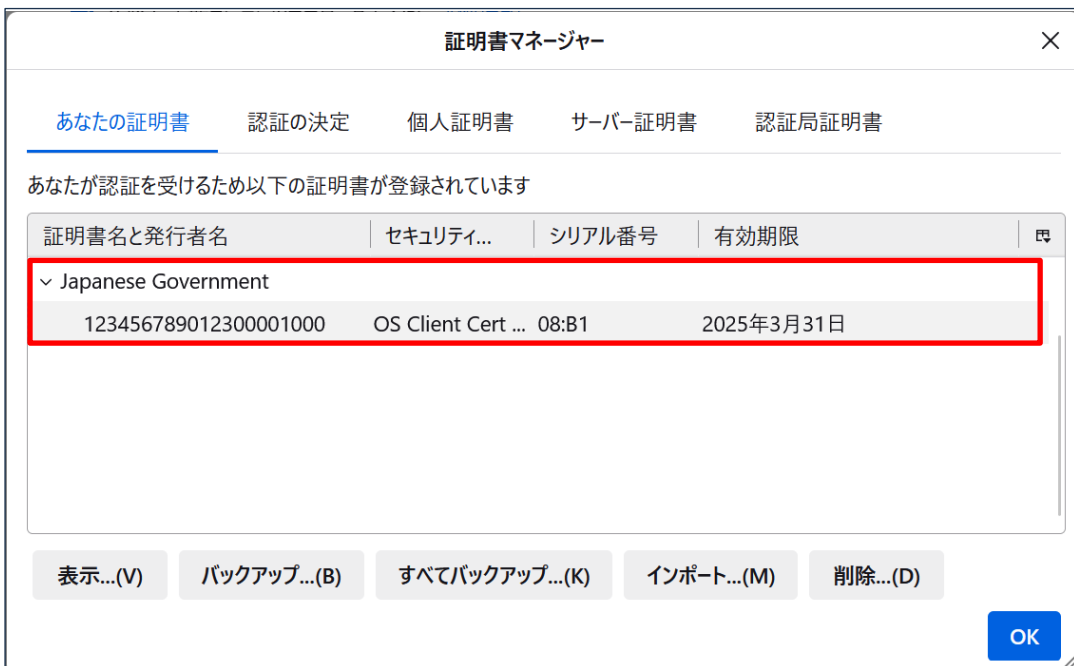 証明書マネージャー
あなたの証明書 認証の決定 個人証明書 サーバー証明書 認証局証明書
あなたが認証を受けるため以下の証明書が登録されています
証明書名と発行者名 セキュリティ... シリアル番号 有効期限
Japanese Government
123456789012300001000 OS Client Cert ... 08:B1 2025年3月31日
表示...(V) バックアップ...(B) すべてバックアップ...(K) インポート...(M) 削除...(D)
OK